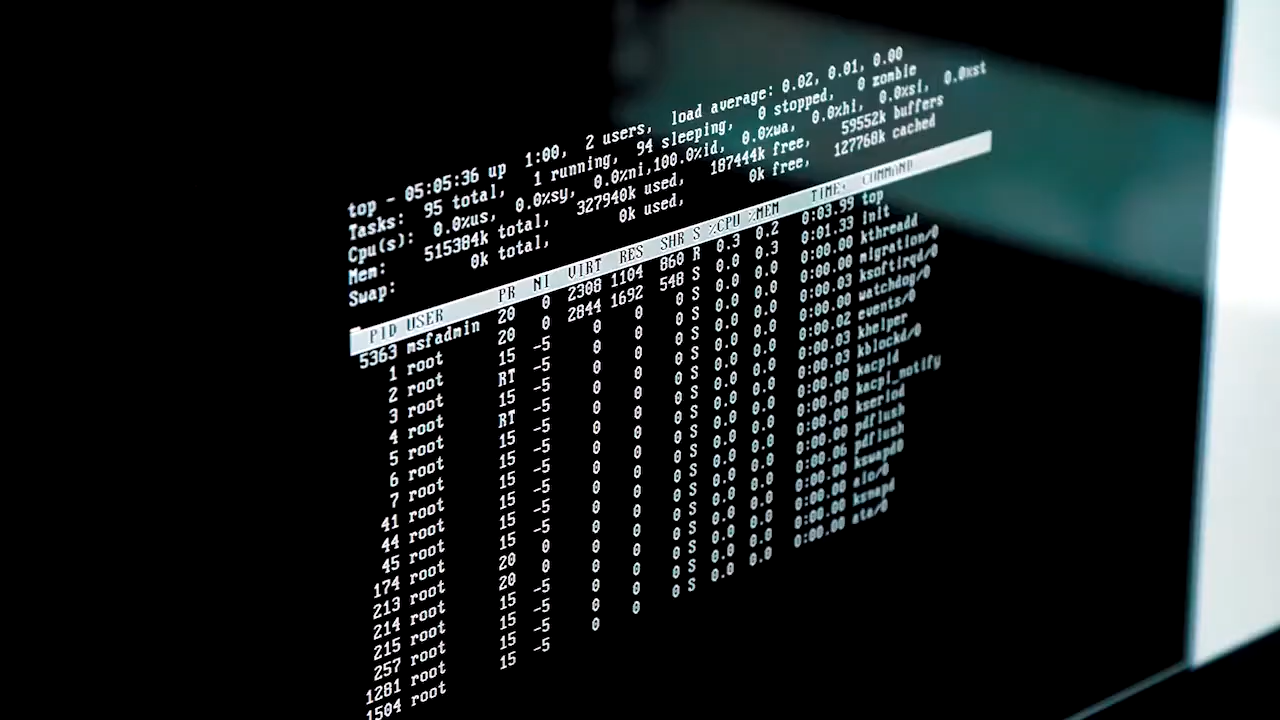 top - 05:05:36 up 1:00, 2 users, load average: 0.02, 0.01, 0.00
Tasks: 95 total, 1 running, 94 sleeping, 0 stopped, 0 zombie
Cpu(s): 0.0%us, 0.0%sy, 0.0%ni,100.0%id, 0.0%wa, 0.0%hi, 0.0%si, 0.0%st
Mem: 515384k total, 327940k used, 187444k free, 59552k buffers
Swap: 0k total, 0k used, 0k free, 127768k cached
PID USER PR NI VIRT RES SHR S %CPU %MEM TIME+ COMMAND
5363 msfadmin 20 0 2308 1104 860 R 0.3 0.2 0:03.99 top
1 root 20 0 2844 1692 548 S 0.0 0.3 0:01.33 init
2 root 15 -5 0 0 0 S 0.0 0.0 0:00.00 kthreadd
3 root RT -5 0 0 0 S 0.0 0.0 0:00.00 migration/0
4 root 15 -5 0 0 0 S 0.0 0.0 0:00.03 ksoftirqd/0
5 root RT -5 0 0 0 S 0.0 0.0 0:00.00 watchdog/0
6 root 15 -5 0 0 0 S 0.0 0.0 0:00.02 events/0
7 root 15 -5 0 0 0 S 0.0 0.0 0:00.03 khelper
41 root 15 -5 0 0 0 S 0.0 0.0 0:00.03 kblockd/0
44 root 15 -5 0 0 0 S 0.0 0.0 0:00.00 kacpid
45 root 15 -5 0 0 0 S 0.0 0.0 0:00.00 kacpi_notify
174 root 15 -5 0 0 0 S 0.0 0.0 0:00.00 kseriod
213 root 20 0 0 0 0 S 0.0 0.0 0:00.00 pdflush
214 root 20 0 0 0 0 S 0.0 0.0 0:00.06 pdflush
215 root 15 -5 0 0 0 S 0.0 0.0 0:00.00 kswapd0
257 root 15 -5 0 0 0 S 0.0 0.0 0:00.00 aio/0
1281 root 15 -5 0 0 0 S 0.0 0.0 0:00.00 ksnapd
1504 root 15 -5 0 0 0 S 0.0 0.0 0:00.00 ata/0